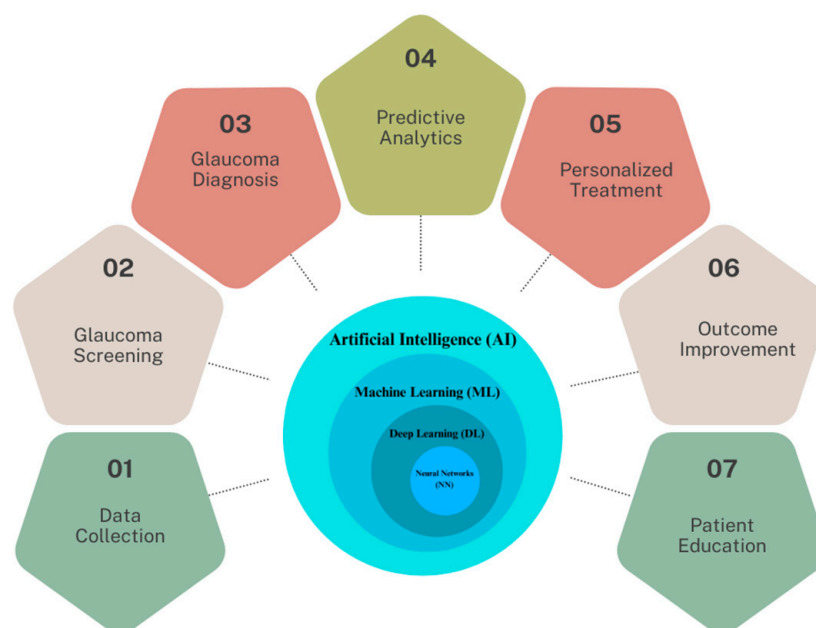 01
Data
Collection
02
Glaucoma
Screening
03
Glaucoma
Diagnosis
04
Predictive
Analytics
05
Personalized
Treatment
06
Outcome
Improvement
07
Patient
Education
Artificial Intelligence (AI)
Machine Learning (ML)
Deep Learning (DL)
Neural Networks
(NN)